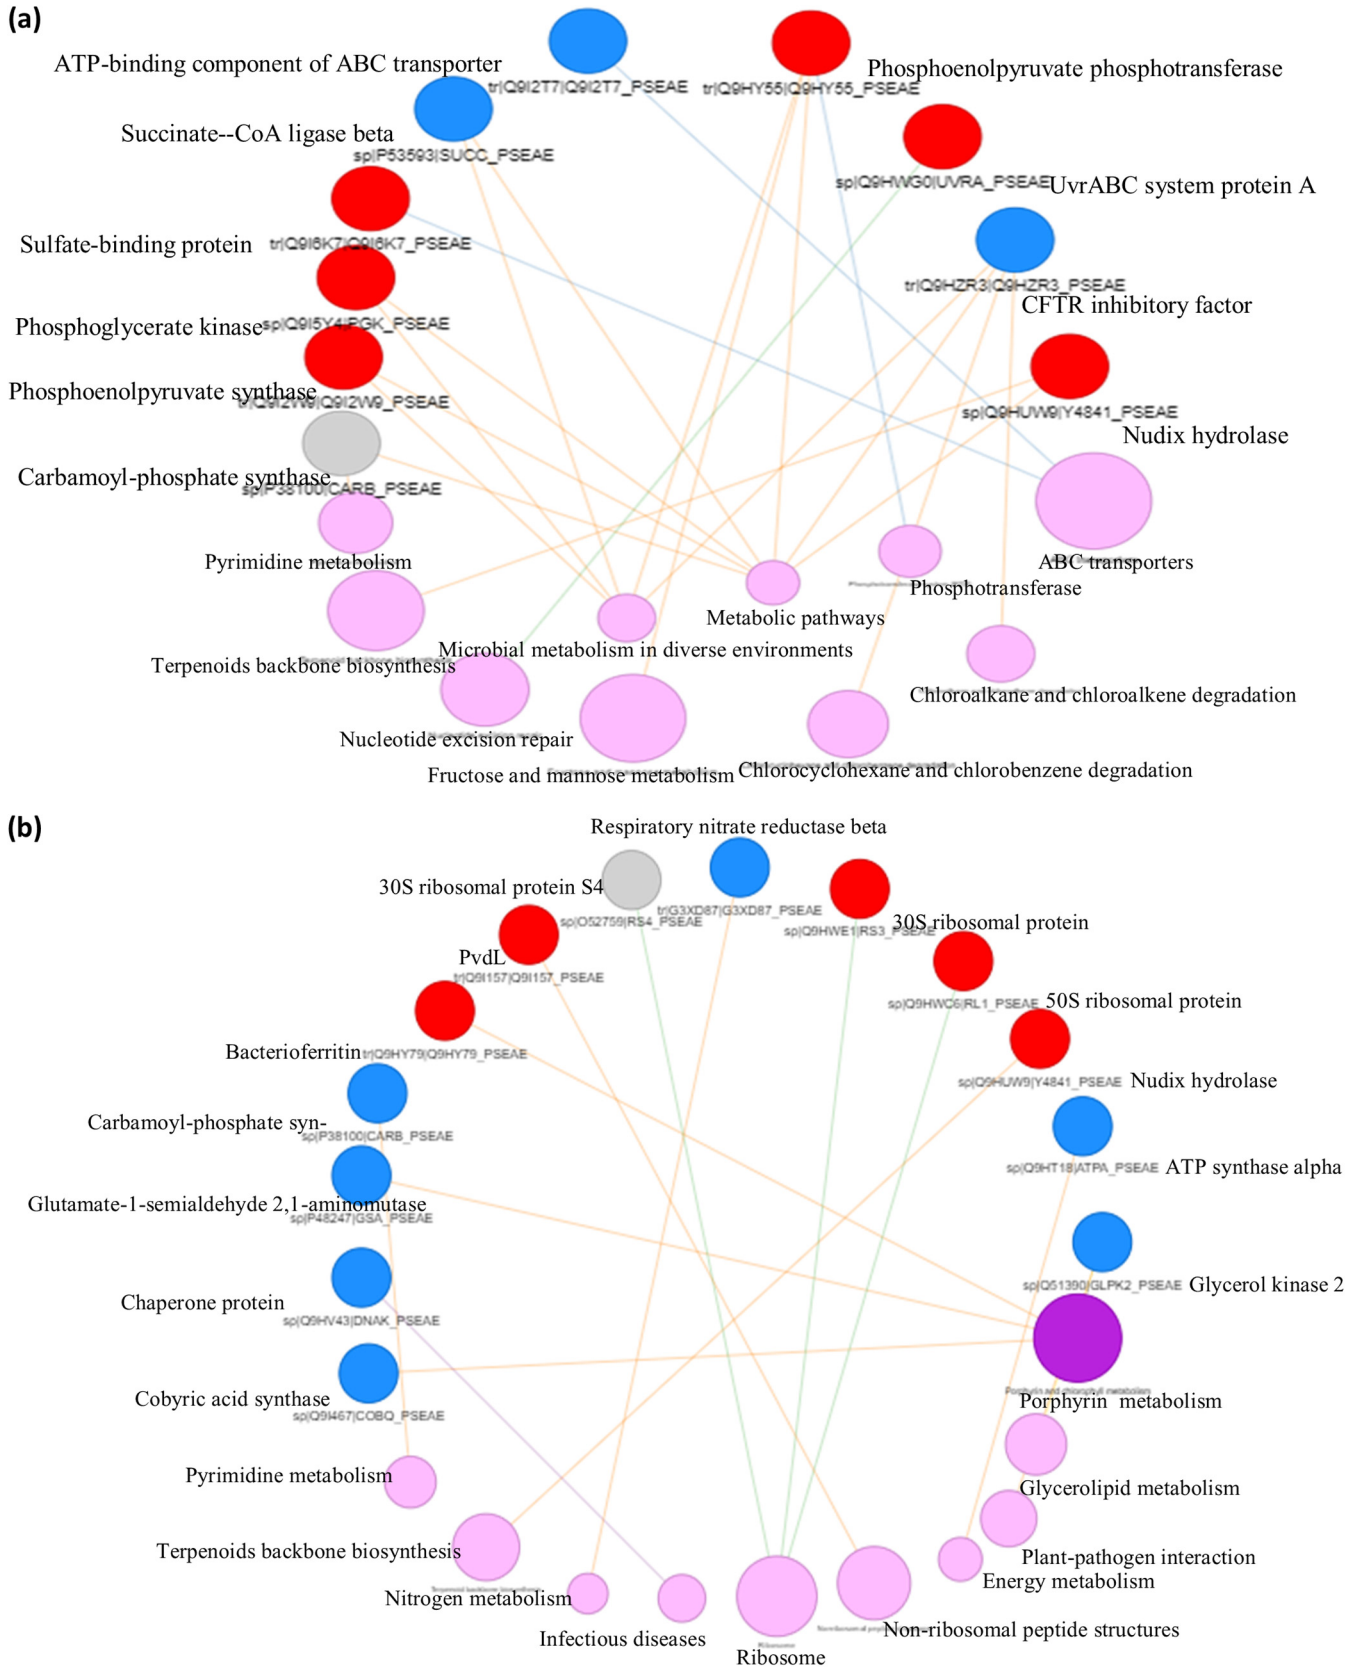 (a)
ATP-binding component of ABC transporter
tr|Q9I2T7|Q9I2T7_PSEAE
tr|Q9HY55|Q9HY55_PSEAE
Phosphoenolpyruvate phosphotransferase
Succinate--CoA ligase beta
sp|P53593|SUCC_PSEAE
sp|Q9HWG0|UVRA_PSEAE
UvrABC system protein A
Sulfate-binding protein
tr|Q9I6K7|Q9I6K7_PSEAE
tr|Q9HZR3|Q9HZR3_PSEAE
CFTR inhibitory factor
Phosphoglycerate kinase
sp|Q9I5Y4|PGK_PSEAE
Phosphoenolpyruvate synthase
tr|Q9I2W9|Q9I2W9_PSEAE
sp|Q9HUW9|Y4841_PSEAE
Nudix hydrolase
Carbamoyl-phosphate synthase
sp|P38100|CARB_PSEAE
Pyrimidine metabolism
ABC transporters
Phosphotransferase
Metabolic pathways
Microbial metabolism in diverse environments
Terpenoids backbone biosynthesis
Chloroalkane and chloroalkene degradation
Nucleotide excision repair
Fructose and mannose metabolism
Chlorocyclohexane and chlorobenzene degradation
(b)
Respiratory nitrate reductase beta
30S ribosomal protein S4
sp|O52759|RS4_PSEAE
tr|G3XD87|G3XD87_PSEAE
sp|Q9HWE1|RS3_PSEAE
30S ribosomal protein
PvdL
tr|Q9I157|Q9I157_PSEAE
sp|Q9HWC6|RL1_PSEAE
50S ribosomal protein
Bacterioferritin
tr|Q9HY79|Q9HY79_PSEAE
sp|Q9HUW9|Y4841_PSEAE
Nudix hydrolase
Carbamoyl-phosphate syn-
sp|P38100|CARB_PSEAE
sp|Q9HT18|ATPA_PSEAE
ATP synthase alpha
Glutamate-1-semialdehyde 2,1-aminomutase
sp|P48247|GSA_PSEAE
sp|Q51390|GLPK2_PSEAE
Glycerol kinase 2
Chaperone protein
sp|Q9HV43|DNAK_PSEAE
Porphyrin and chlorophyll metabolism
Porphyrin metabolism
Cobyric acid synthase
sp|Q9I467|COBQ_PSEAE
Pyrimidine metabolism
Glycerolipid metabolism
Terpenoids backbone biosynthesis
Plant-pathogen interaction
Energy metabolism
Nitrogen metabolism
Non-ribosomal peptide structures
Infectious diseases
Ribosome
Ribosome